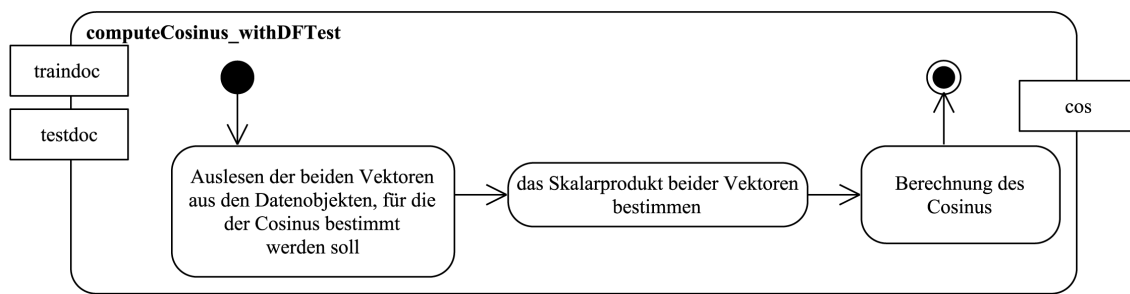 computeCosinus_withDFTest
traindoc
testdoc
Auslesen der beiden Vektoren
aus den Datenobjekten, für die
der Cosinus bestimmt
werden soll
das Skalarprodukt beider Vektoren
bestimmen
Berechnung des
Cosinus
cos